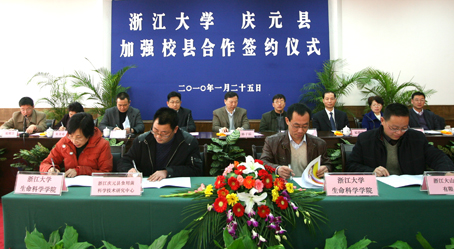 浙江大学 庆元县
加强校县合作签约仪式
二〇一〇年一月二十五日
浙江大学
生命科学学院
浙江庆元县食用菌
科学技术研究中心
浙江大学
生命科学学院